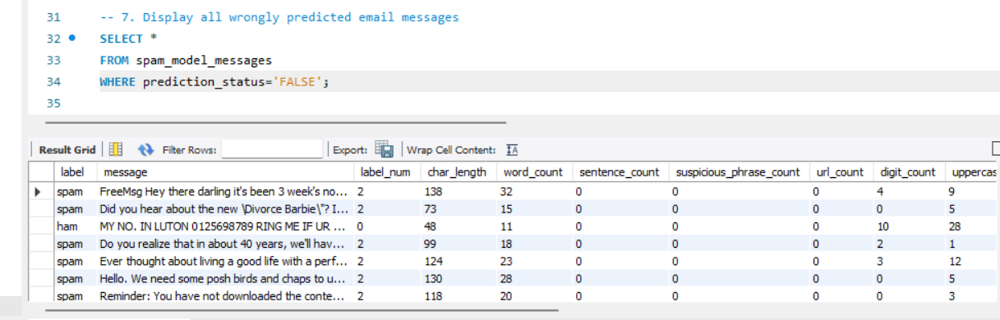 31 -- 7. Display all wrongly predicted email messages
32 SELECT *
33 FROM spam_model_messages
34 WHERE prediction_status='FALSE';
35
Result Grid Filter Rows: Export: Wrap Cell Content:
label message label_num char_length word_count sentence_count suspicious_phrase_count url_count digit_count uppercas
spam FreeMsg Hey there darling it's been 3 week's no... 2 138 32 0 0 0 4 9
spam Did you hear about the new \Divorce Barbie\"? I... 2 73 15 0 0 0 0 5
ham MY NO. IN LUTON 0125698789 RING ME IF UR ... 0 48 11 0 0 0 10 28
spam Do you realize that in about 40 years, we'll hav... 2 99 18 0 0 0 2 1
spam Ever thought about living a good life with a perf... 2 124 23 0 0 0 3 12
spam Hello. We need some posh birds and chaps to u... 2 130 28 0 0 0 0 5
spam Reminder: You have not downloaded the conte... 2 118 20 0 0 0 0 3